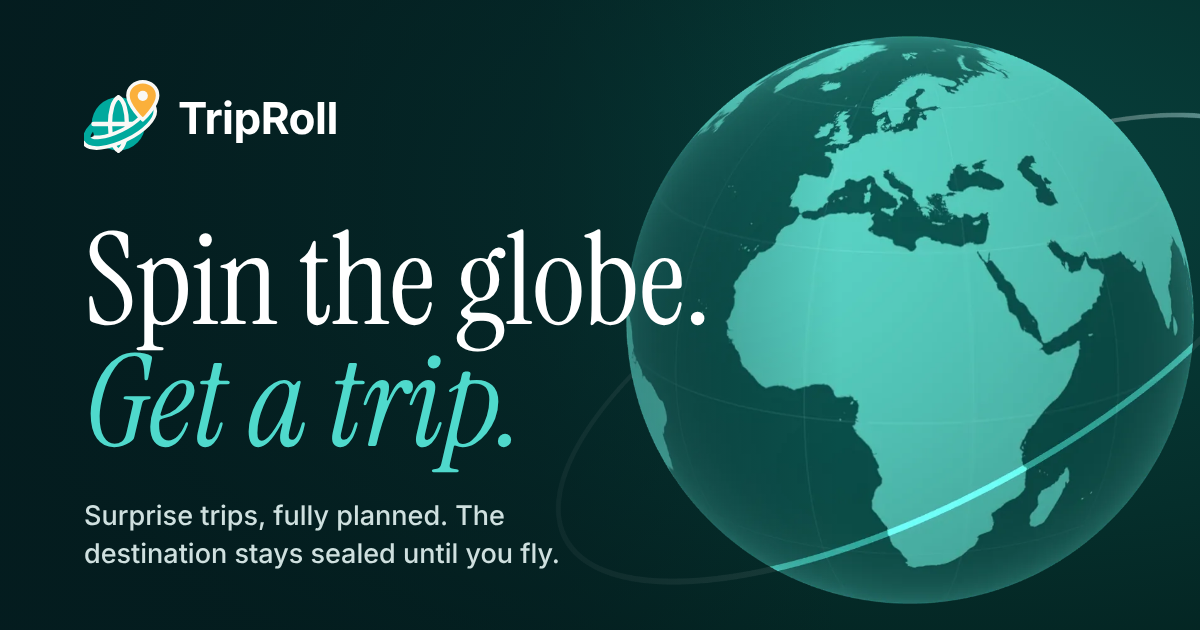 TripRoll
Spin the globe.
Get a trip.
Surprise trips, fully planned. The
destination stays sealed until you fly.